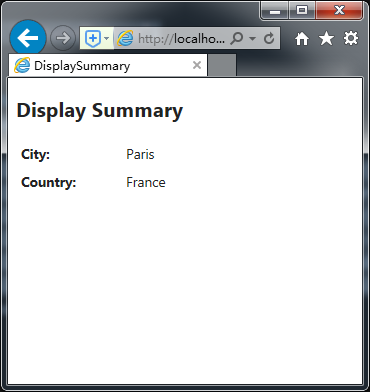 http://localho...
DisplaySummary
Display Summary
City: Paris
Country: France